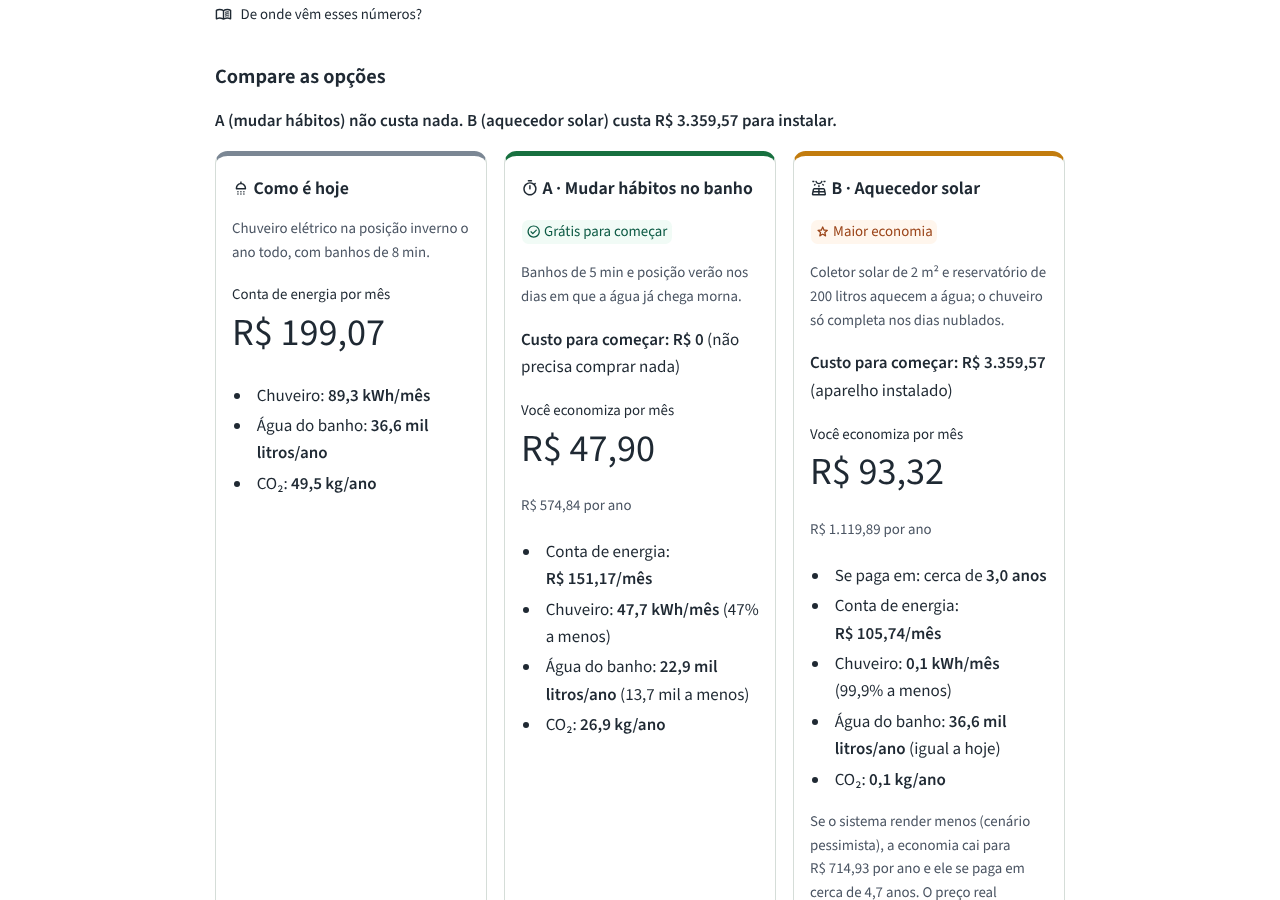 De onde vêm esses números?
Compare as opções
A (mudar hábitos) não custa nada. B (aquecedor solar) custa R$ 3.359,57 para instalar.
Como é hoje
Chuveiro elétrico na posição inverno o
ano todo, com banhos de 8 min.
Conta de energia por mês
R$ 199,07
Chuveiro: 89,3 kWh/mês
Água do banho: 36,6 mil
litros/ano
CO₂: 49,5 kg/ano
A · Mudar hábitos no banho
Grátis para começar
Banhos de 5 min e posição verão nos
dias em que a água já chega morna.
Custo para começar: R$ 0 (não
precisa comprar nada)
Você economiza por mês
R$ 47,90
R$ 574,84 por ano
Conta de energia:
R$ 151,17/mês
Chuveiro: 47,7 kWh/mês (47%
a menos)
Água do banho: 22,9 mil
litros/ano (13,7 mil a menos)
CO₂: 26,9 kg/ano
B · Aquecedor solar
Maior economia
Coletor solar de 2 m² e reservatório de
200 litros aquecem a água; o chuveiro
só completa nos dias nublados.
Custo para começar: R$ 3.359,57
(aparelho instalado)
Você economiza por mês
R$ 93,32
R$ 1.119,89 por ano
Se paga em: cerca de 3,0 anos
Conta de energia:
R$ 105,74/mês
Chuveiro: 0,1 kWh/mês
(99,9% a menos)
Água do banho: 36,6 mil
litros/ano (igual a hoje)
CO₂: 0,1 kg/ano
Se o sistema render menos (cenário
pessimista), a economia cai para
R$ 714,93 por ano e ele se paga em
cerca de 4,7 anos. O preço real